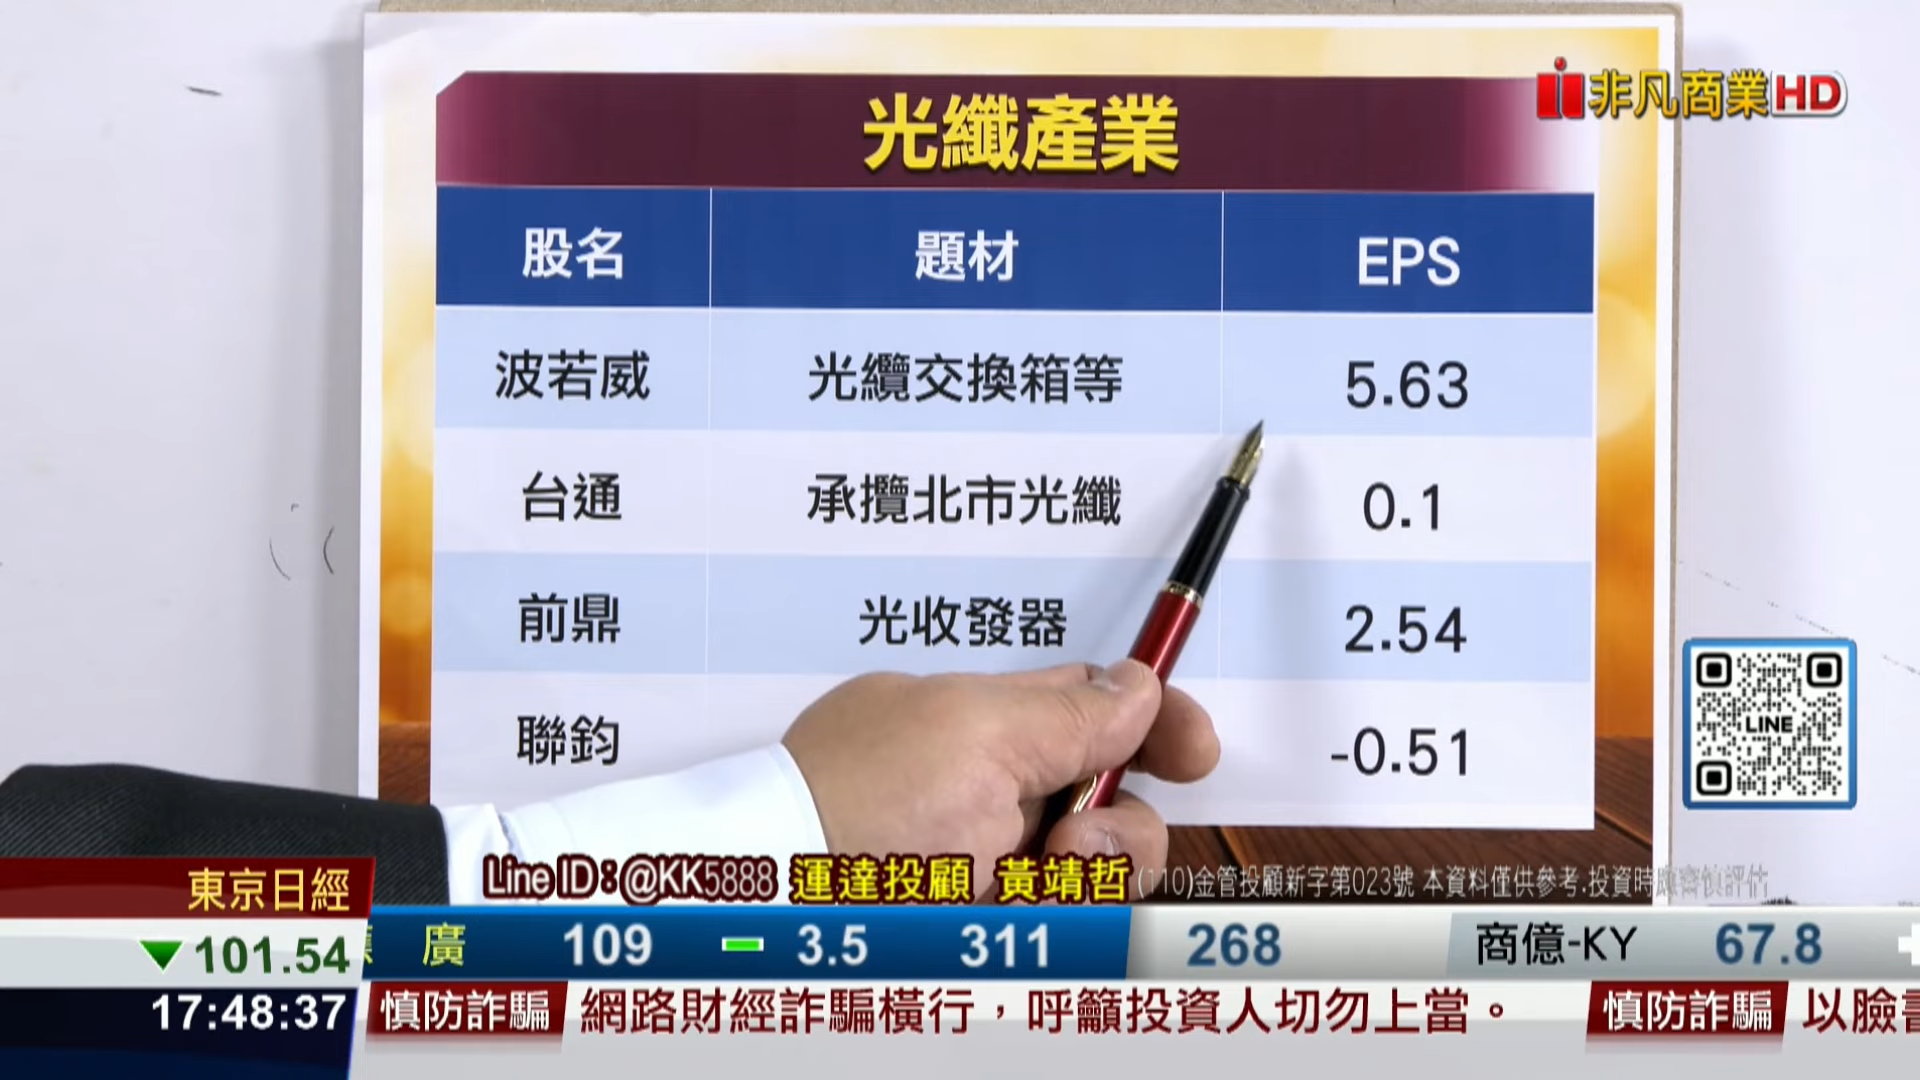 光纖產業
非凡商業HD
股名 題材 EPS
波若威 光纜交換箱等 5.63
台通 承攬北市光纖 0.1
前鼎 光收發器 2.54
聯鈞 -0.51
LINE
Line ID:@KK5888 運達投顧 黃靖哲 (110)金管投顧新字第023號 本資料僅供參考.投資時應審慎評估
東京日經
▼101.54
廣 109 3.5 311 268 商億-KY 67.8
17:48:37 慎防詐騙 網路財經詐騙橫行，呼籲投資人切勿上當。 慎防詐騙 以臉